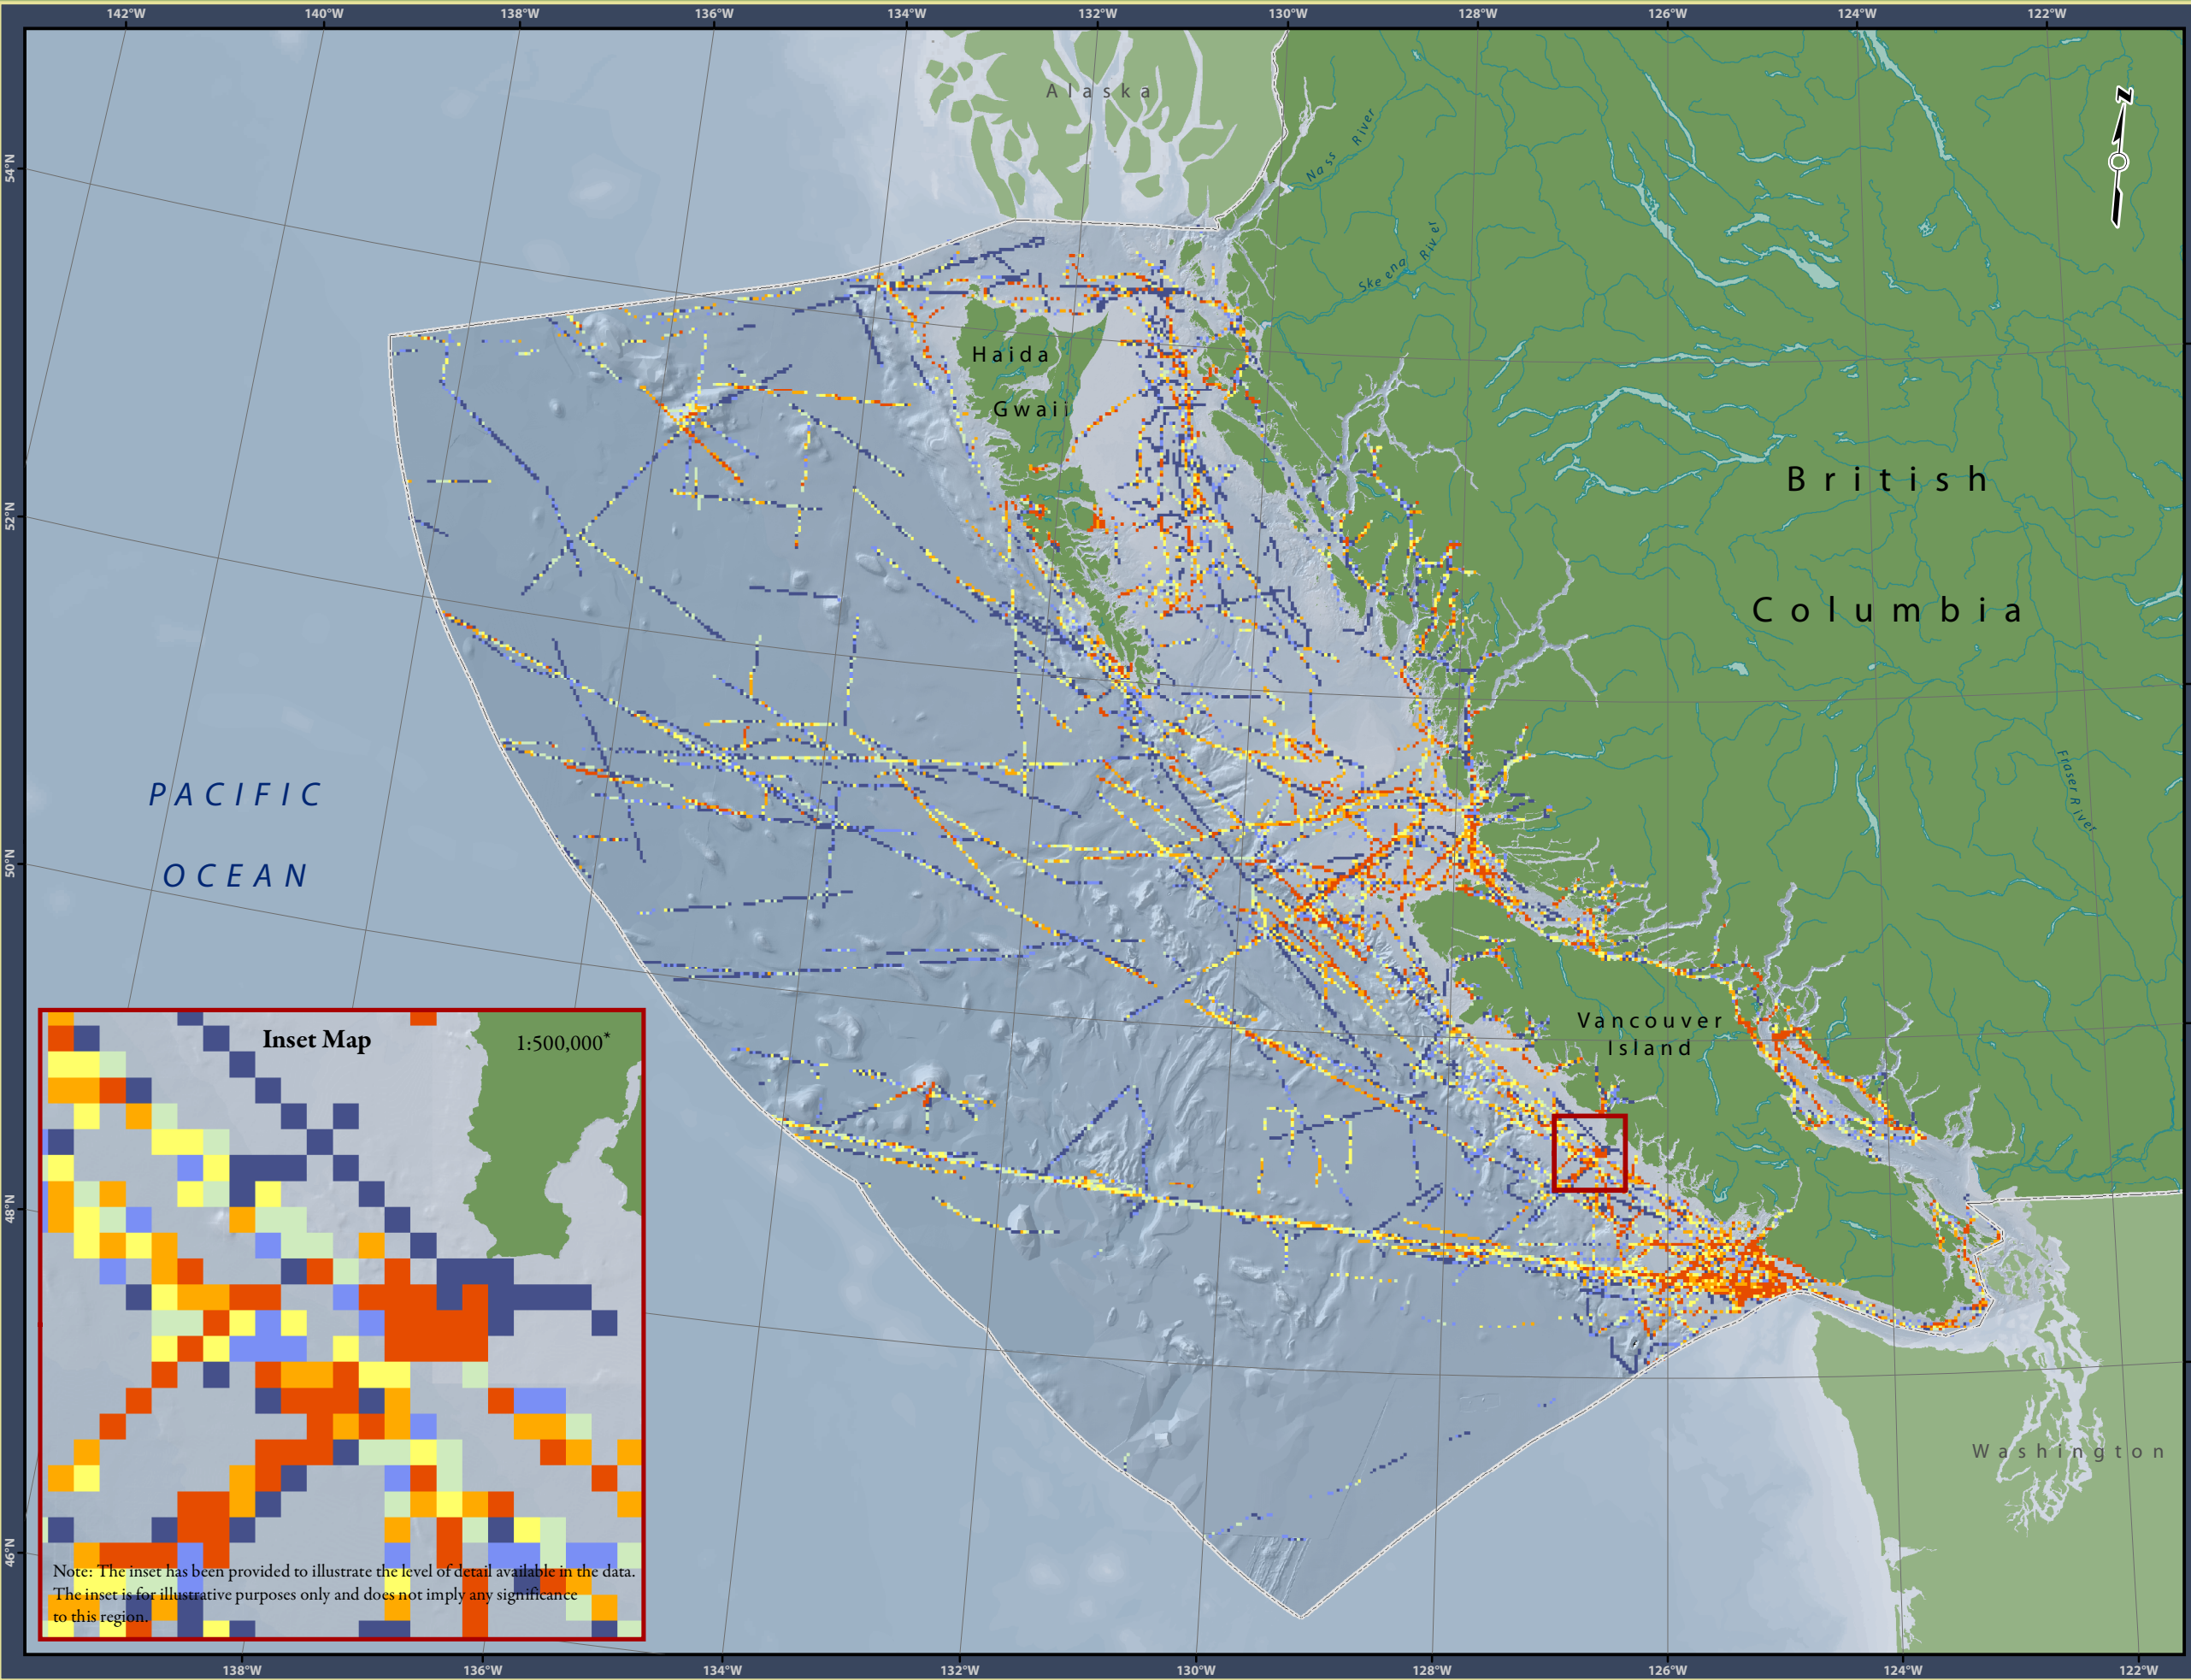 142°W 140°W 138°W 136°W 134°W 132°W 130°W 128°W 126°W 124°W 122°W
Alaska
N
54°N
Nass River
Skeena River
Haida
Gwaii
British
52°N
Columbia
PACIFIC
Fraser River
OCEAN
50°N
Vancouver
Island
Inset Map
1:500,000*
48°N
Washington
46°N
Note: The inset has been provided to illustrate the level of detail available in the data.
The inset is for illustrative purposes only and does not imply any significance
to this region.
138°W 136°W 134°W 132°W 130°W 128°W 126°W 124°W 122°W